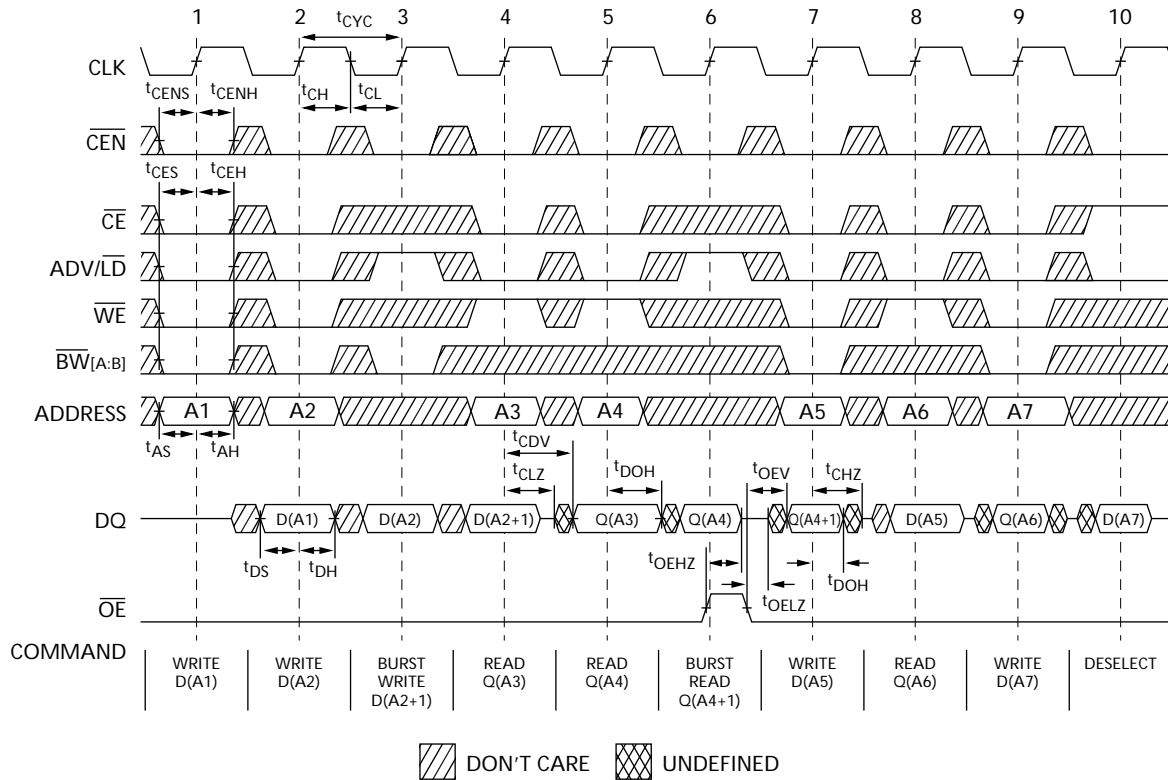 1 2 3 4 5 6 7 8 9 10
tCYC
CLK
tCENS tCENH tCH tCL
CEN
tCES tCEH
CE
ADV/LD
WE
BW[A:B]
ADDRESS A1 A2 A3 A4 A5 A6 A7
tAS tAH tCDV
tCLZ tDOH tOEV tCHZ
DQ D(A1) D(A2) D(A2+1) Q(A3) Q(A4) Q(A4+1) D(A5) Q(A6) D(A7)
tDS tDH tOEHZ tDOH
tOELZ
OE
COMMAND
WRITE D(A1)
WRITE D(A2)
BURST WRITE D(A2+1)
READ Q(A3)
READ Q(A4)
BURST READ Q(A4+1)
WRITE D(A5)
READ Q(A6)
WRITE D(A7)
DESELECT
DON'T CARE UNDEFINED